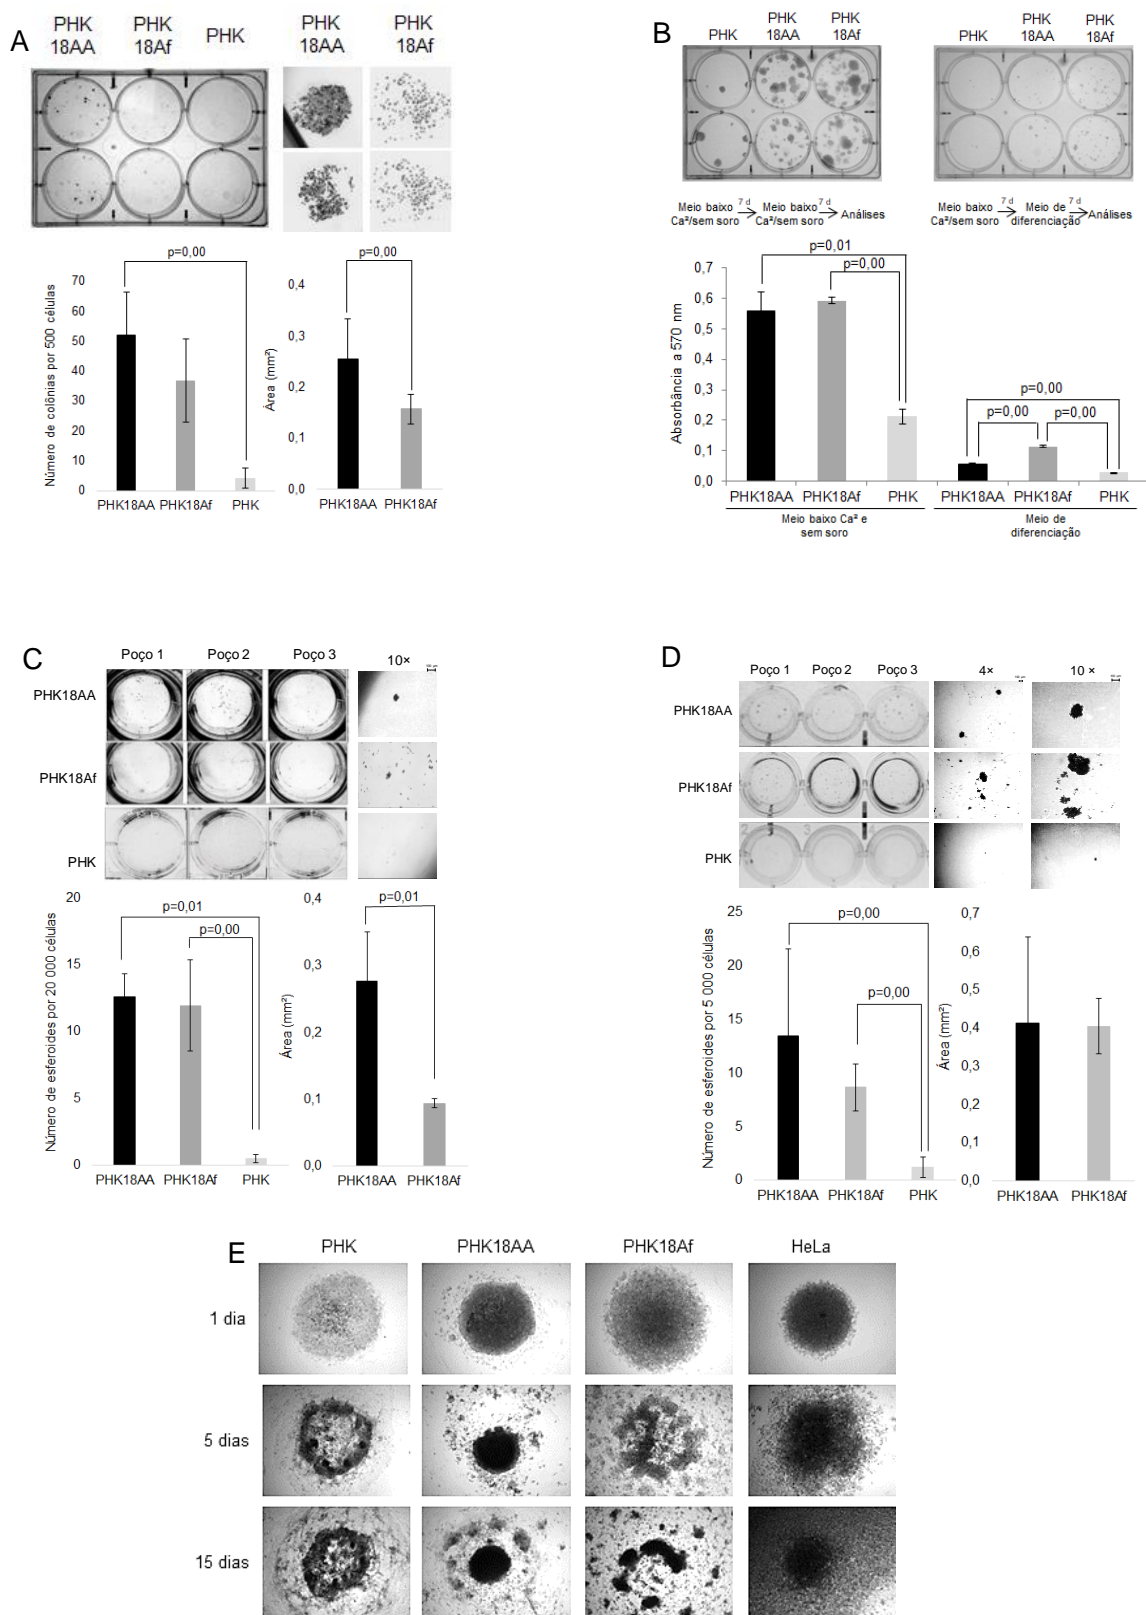 A
PHK 18AA
PHK 18Af
PHK
PHK 18AA
PHK 18Af
p=0,00
p=0,00
Número de colônias por 500 células
70
60
50
40
30
20
10
0
PHK18AA PHK18Af PHK
Área (mm²)
0,4
0,3
0,2
0,1
0,0
PHK18AA PHK18Af
B
PHK
PHK 18AA
PHK 18Af
PHK
PHK 18AA
PHK 18Af
Meio baixo Ca²/sem soro 7 d Meio baixo Ca²/sem soro 7 d Análises
Meio baixo Ca²/sem soro 7 d Meio de diferenciação 7 d Análises
p=0,01
p=0,00
p=0,00
p=0,00
p=0,00
Absorbância a 570 nm
0,7
0,6
0,5
0,4
0,3
0,2
0,1
0,0
PHK18AA PHK18Af PHK PHK18AA PHK18Af PHK
Meio baixo Ca² e sem soro
Meio de diferenciação
C
Poço 1 Poço 2 Poço 3 10×
PHK18AA
PHK18Af
PHK
p=0,01
p=0,00
p=0,01
Número de esferoides por 20 000 células
20
15
10
5
0
PHK18AA PHK18Af PHK
Área (mm²)
0,4
0,3
0,2
0,1
0,0
PHK18AA PHK18Af
D
Poço 1 Poço 2 Poço 3 4× 10 ×
PHK18AA
PHK18Af
PHK
2 3 4
p=0,00
p=0,00
Número de esferoides por 5 000 células
25
20
15
10
5
0
PHK18AA PHK18Af PHK
Área (mm²)
0,7
0,6
0,5
0,4
0,3
0,2
0,1
0,0
PHK18AA PHK18Af
E
PHK PHK18AA PHK18Af HeLa
1 dia
5 dias
15 dias